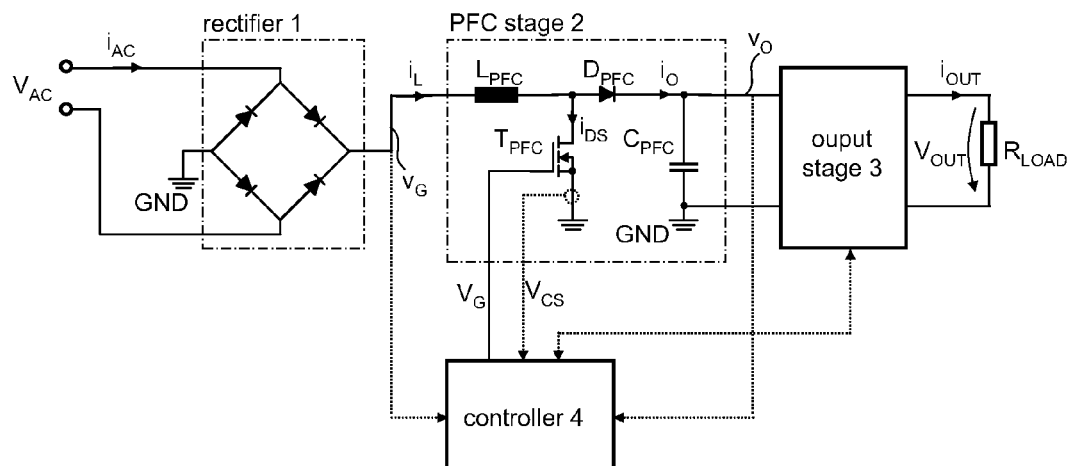 rectifier 1
PFC stage 2
i_AC
V_AC
GND
v_G
i_L
L_PFC
D_PFC
i_O
v_O
T_PFC
i_DS
C_PFC
GND
ouput
stage 3
i_OUT
V_OUT
R_LOAD
V_G
V_CS
controller 4